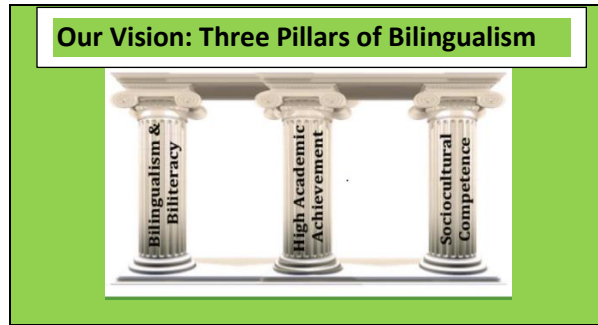 Our Vision: Three Pillars of Bilingualism
Bilingualism &
Biliteracy
High Academic
Achievement
Sociocultural
Competence